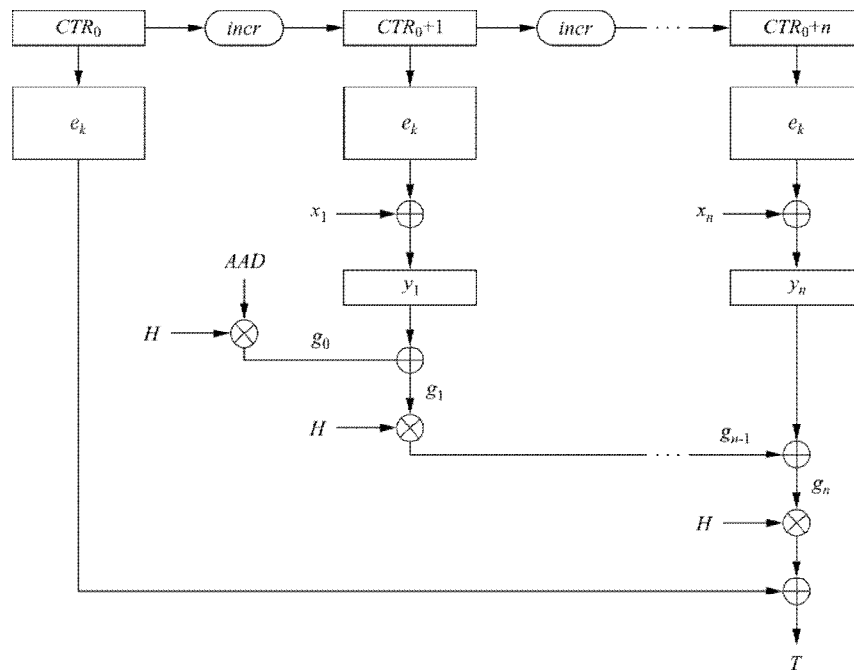 CTR₀ incr CTR₀+1 incr · · · CTR₀+n
eₖ eₖ eₖ
x₁ xₙ
AAD y₁ yₙ
H g₀
g₁
H · · · gₙ₋₁
gₙ
H
T